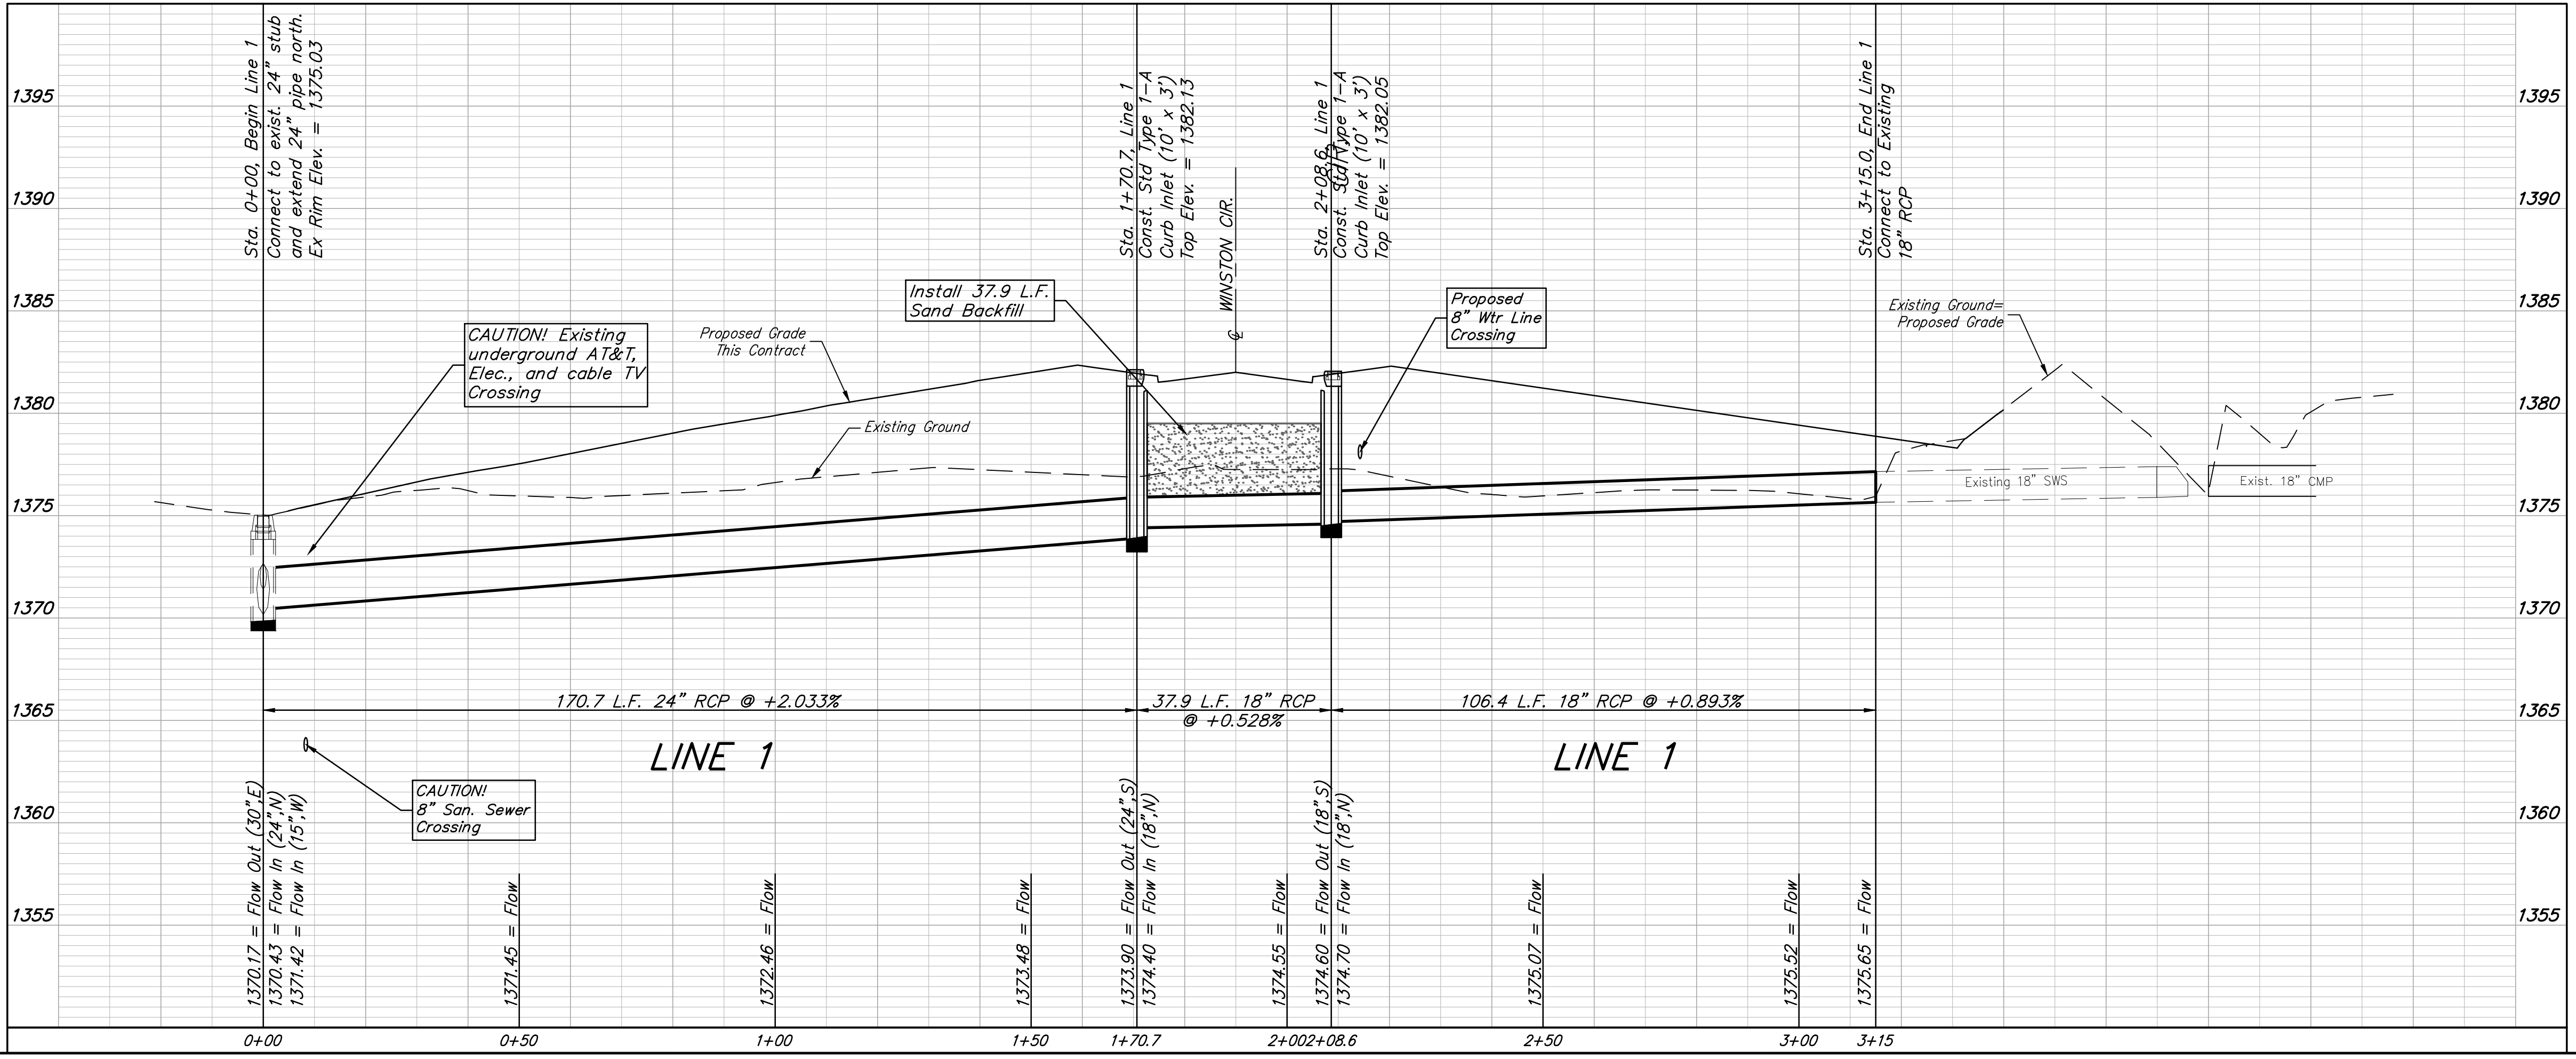 Sta. 0+00, Begin Line 1
Connect to exist. 24" stub
and extend 24" pipe north.
Ex Rim Elev. = 1375.03
Sta. 1+70.7, Line 1
Const. Std Type 1-A
Curb Inlet (10' x 3')
Top Elev. = 1382.13
℄ WINSTON CIR.
Sta. 2+08.6, Line 1
Const. Std Type 1-A
Curb Inlet (10' x 3')
Top Elev. = 1382.05
Sta. 3+15.0, End Line 1
Connect to Existing
18" RCP
1395
1390
1385
1380
1375
1370
1365
1360
1355
1395
1390
1385
1380
1375
1370
1365
1360
1355
CAUTION! Existing
underground AT&T,
Elec., and cable TV
Crossing
Proposed Grade
This Contract
Existing Ground
Install 37.9 L.F.
Sand Backfill
Proposed
8" Wtr Line
Crossing
Existing Ground=
Proposed Grade
Existing 18" SWS
Exist. 18" CMP
170.7 L.F. 24" RCP @ +2.033%
37.9 L.F. 18" RCP
@ +0.528%
106.4 L.F. 18" RCP @ +0.893%
LINE 1
LINE 1
CAUTION!
8" San. Sewer
Crossing
1370.17 = Flow Out (30",E)
1370.43 = Flow In (24",N)
1371.42 = Flow In (15",W)
1371.45 = Flow
1372.46 = Flow
1373.48 = Flow
1373.90 = Flow Out (24",S)
1374.40 = Flow In (18",N)
1374.55 = Flow
1374.60 = Flow Out (18",S)
1374.70 = Flow In (18",N)
1375.07 = Flow
1375.52 = Flow
1375.65 = Flow
0+00
0+50
1+00
1+50
1+70.7
2+00
2+08.6
2+50
3+00
3+15